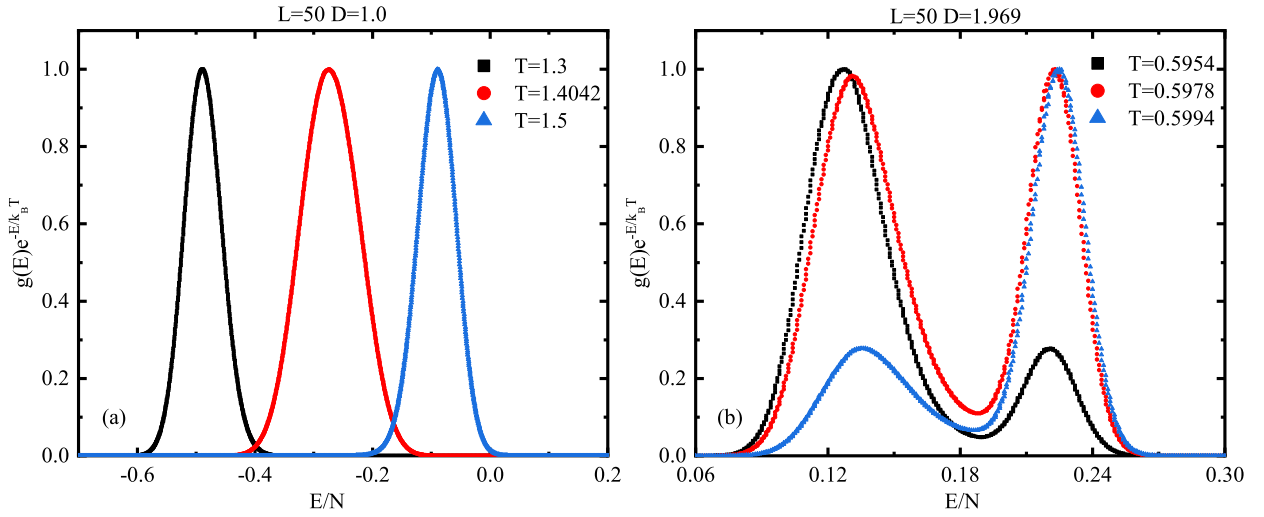 L=50 D=1.0
g(E)e^-E/k_BT
1.0
0.8
0.6
0.4
0.2
0.0
T=1.3
T=1.4042
T=1.5
(a)
-0.6 -0.4 -0.2 0.0 0.2
E/N
L=50 D=1.969
g(E)e^-E/k_BT
1.0
0.8
0.6
0.4
0.2
0.0
T=0.5954
T=0.5978
T=0.5994
(b)
0.06 0.12 0.18 0.24 0.30
E/N